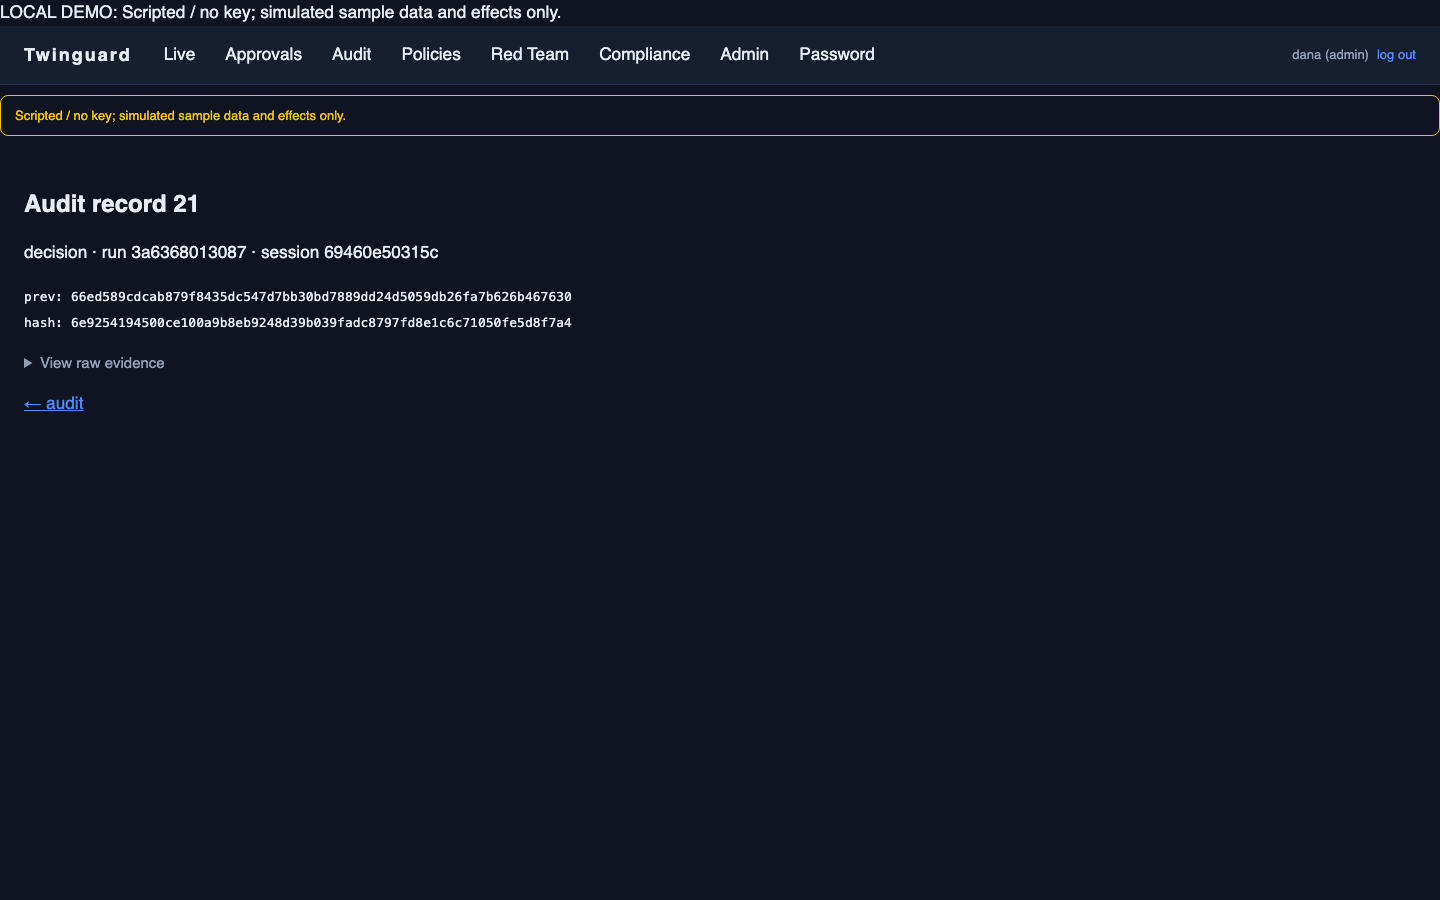 LOCAL DEMO: Scripted / no key; simulated sample data and effects only.
Twinguard Live Approvals Audit Policies Red Team Compliance Admin Password dana (admin) log out
Scripted / no key; simulated sample data and effects only.
Audit record 21
decision · run 3a6368013087 · session 69460e50315c
prev: 66ed589cdcab879f8435dc547d7bb30bd7889dd24d5059db26fa7b626b467630
hash: 6e9254194500ce100a9b8eb9248d39b039fadc8797fd8e1c6c71050fe5d8f7a4
▶ View raw evidence
← audit